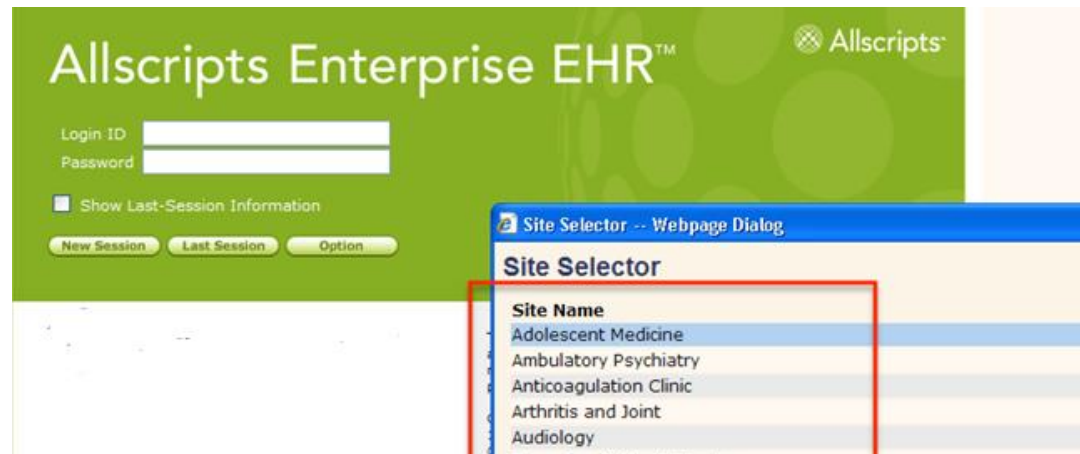 Allscripts Enterprise EHR™
Allscripts
Login ID
Password
Show Last-Session Information
New Session Last Session Option
Site Selector -- Webpage Dialog
Site Selector
Site Name
Adolescent Medicine
Ambulatory Psychiatry
Anticoagulation Clinic
Arthritis and Joint
Audiology